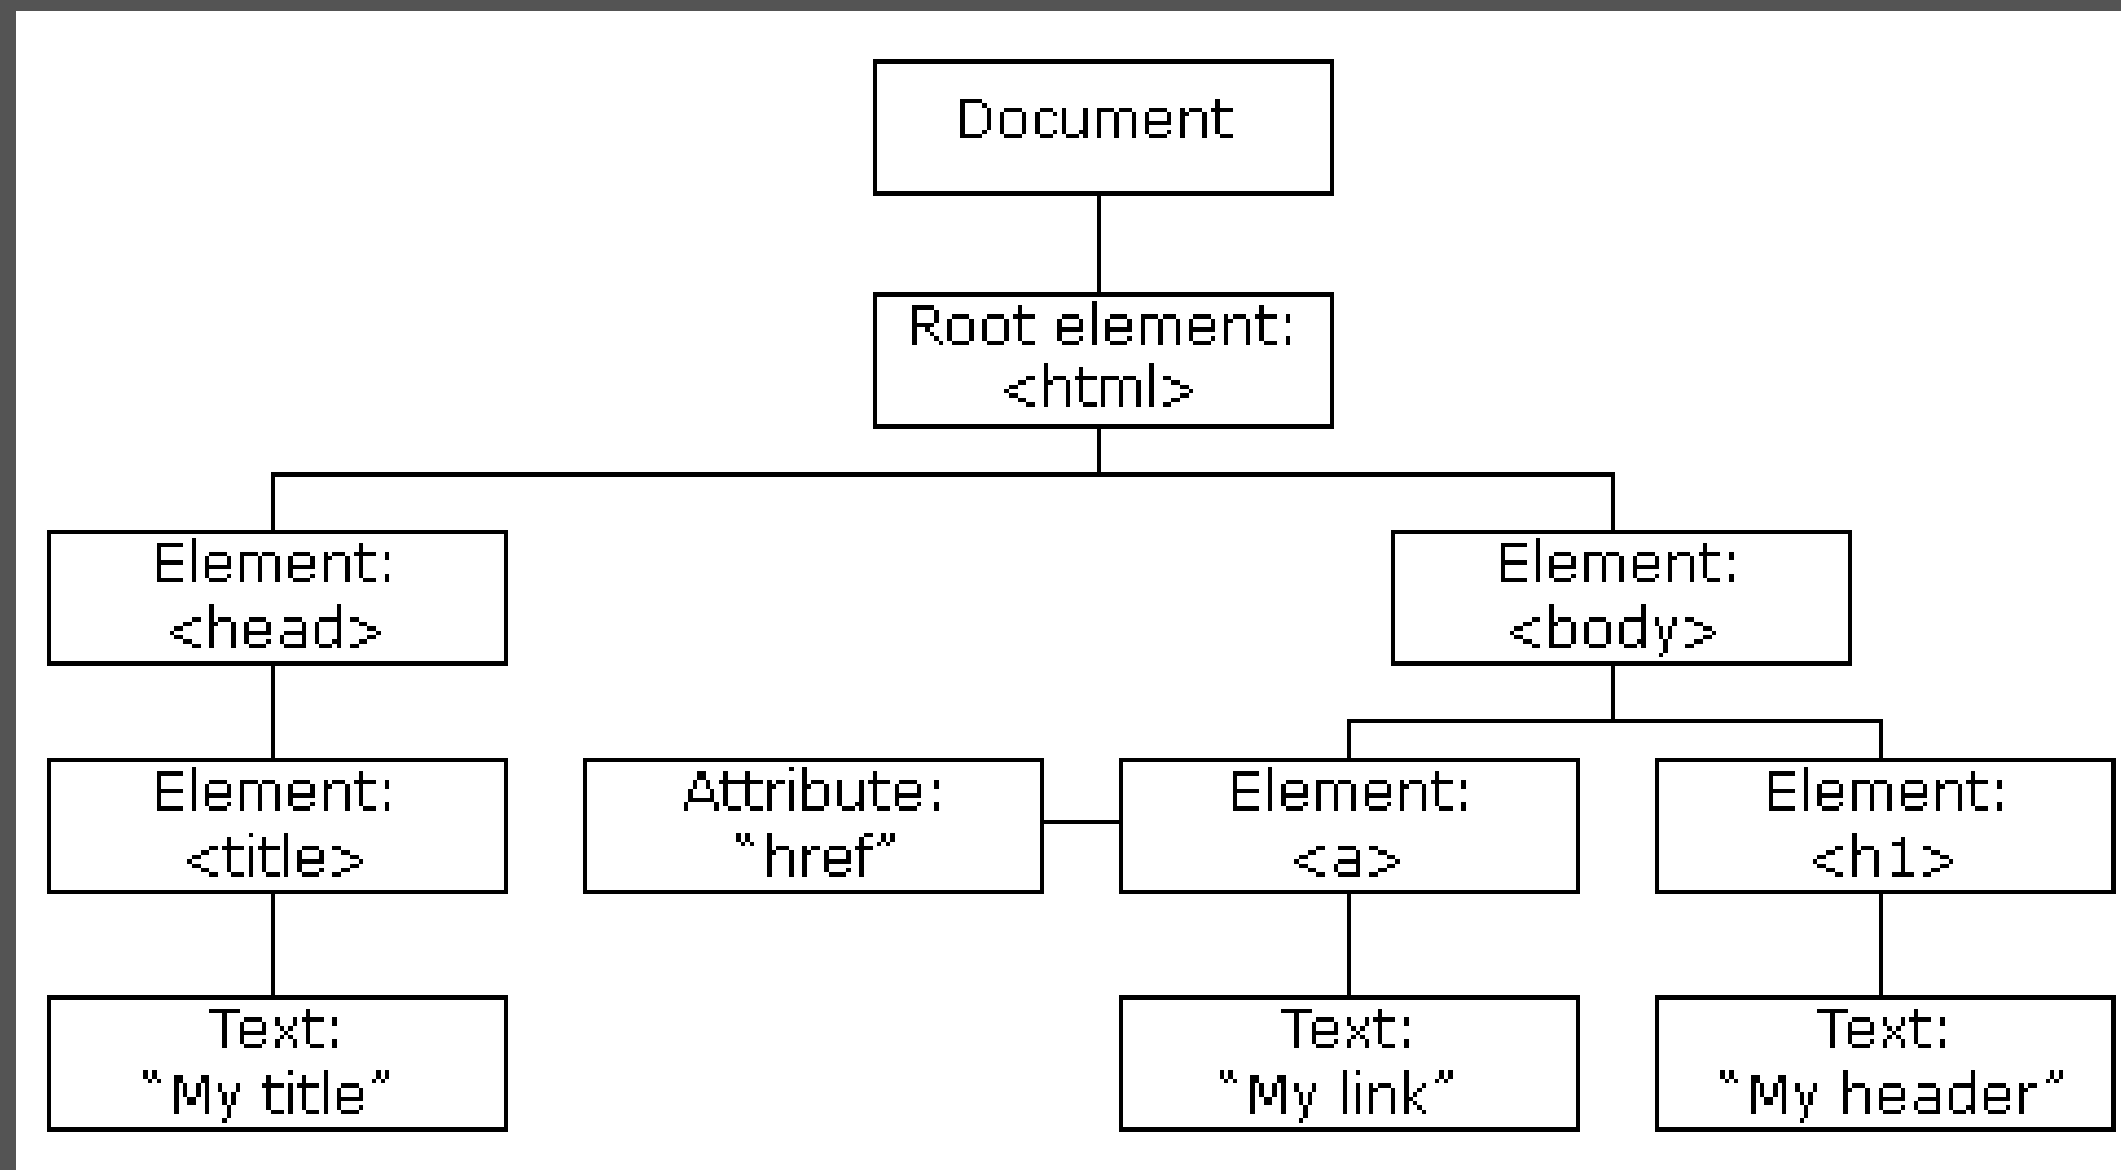 Document
Root element:
<html>
Element:
<head>
Element:
<body>
Element:
<title>
Attribute:
“href”
Element:
<a>
Element:
<h1>
Text:
“My title”
Text:
“My link”
Text:
“My header”